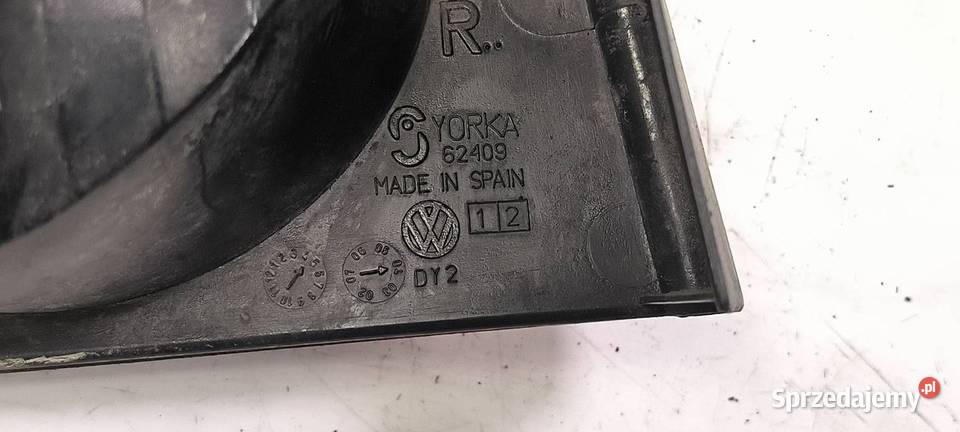 R..
YORKA
62409
MADE IN SPAIN
1 2
DY2
Sprzedajemy.pl